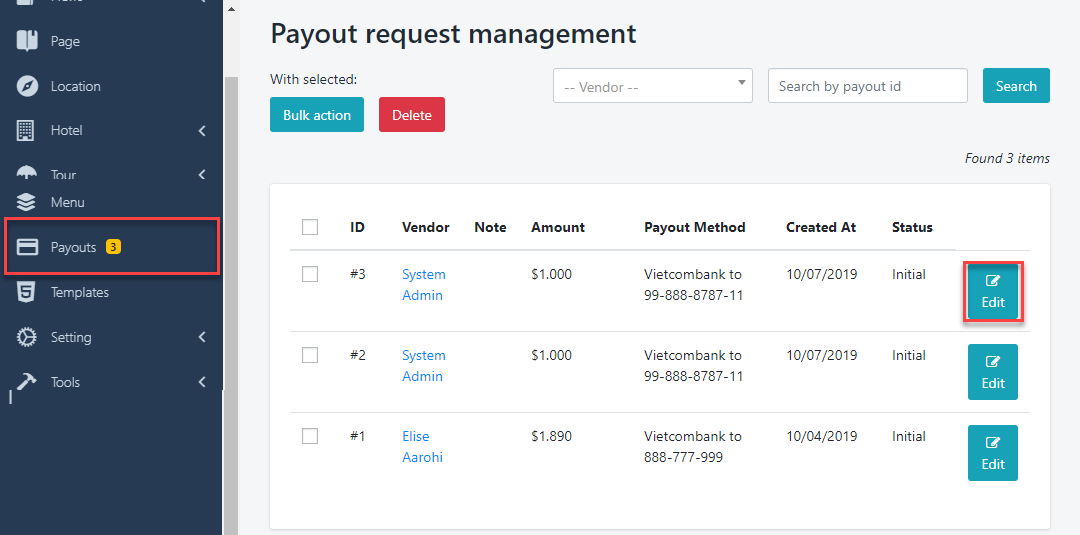 Page
Location
Hotel
Tour
Menu
Payouts 3
Templates
Setting
Tools
Payout request management
With selected:
Bulk action Delete
-- Vendor -- Search by payout id Search
Found 3 items
ID Vendor Note Amount Payout Method Created At Status
#3 System $1.000 Vietcombank to 10/07/2019 Initial
Admin 99-888-8787-11 Edit
#2 System $1.000 Vietcombank to 10/07/2019 Initial
Admin 99-888-8787-11 Edit
#1 Elise $1.890 Vietcombank to 10/04/2019 Initial
Aarohi 888-777-999 Edit